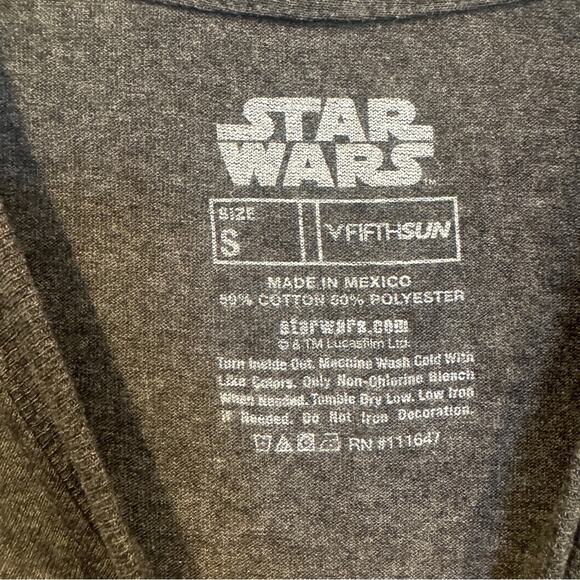 STAR
WARS
SIZE
S
FIFTHSUN
MADE IN MEXICO
COTTON POLYESTER
starwars.com
© & TM Lucasfilm Ltd.
Turn Inside Out. Machine Wash Cold With
Like Colors. Only Non-Chlorine Bleach
When Needed. Tumble Dry Low. Low Iron
If Needed. Do Not Iron Decoration.
RN #111647